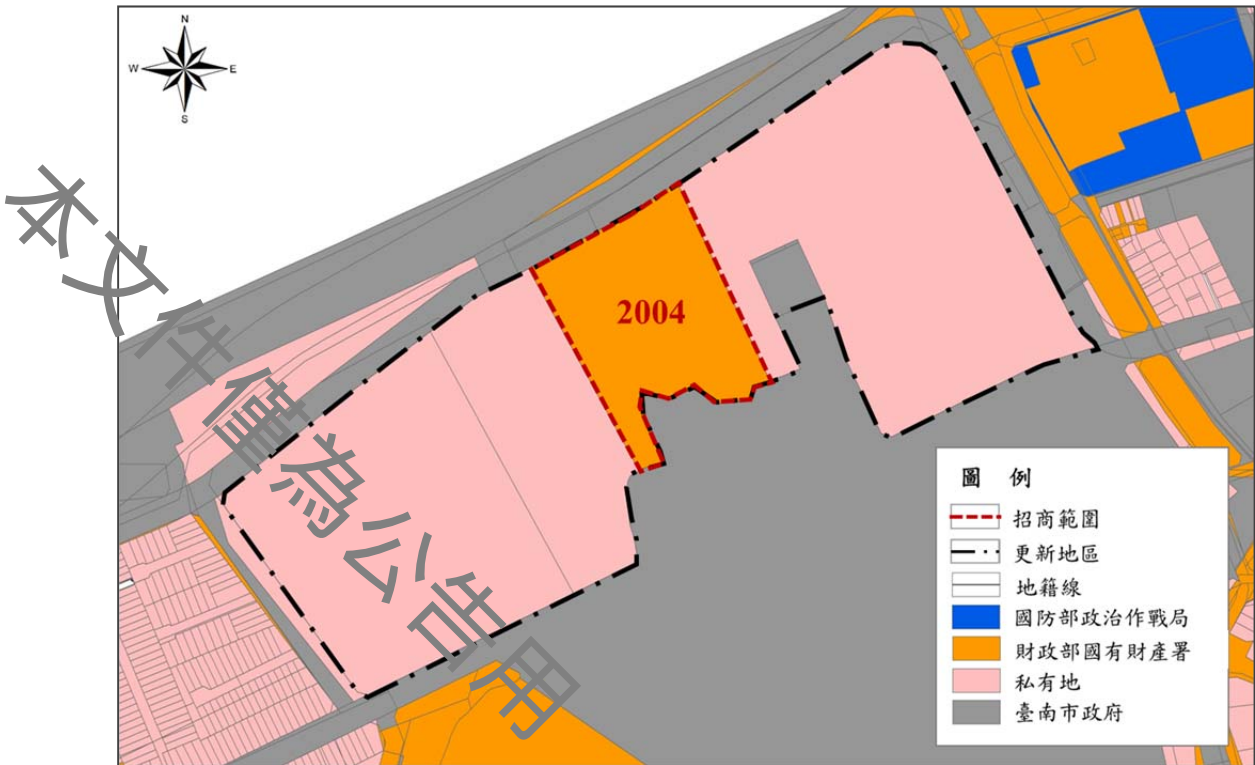 N
W E
S
本文件僅為公告用
2004
圖 例
招商範圍
更新地區
地籍線
國防部政治作戰局
財政部國有財產署
私有地
臺南市政府